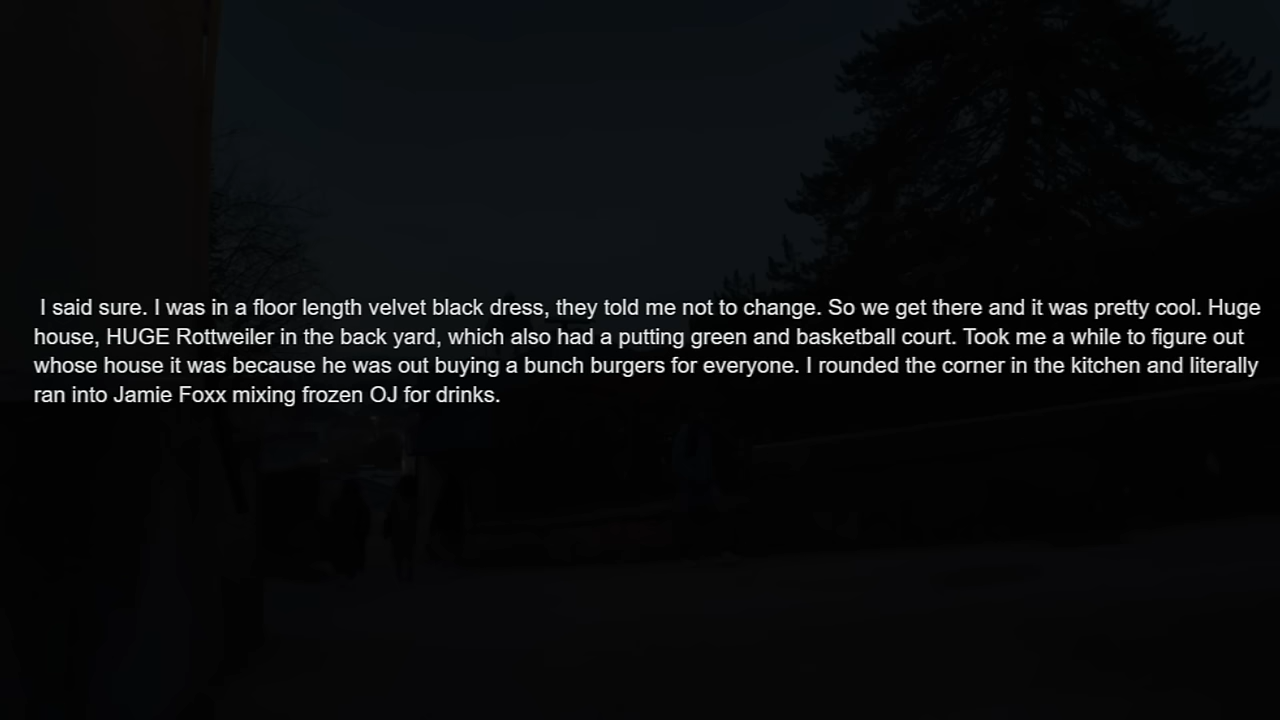 I said sure. I was in a floor length velvet black dress, they told me not to change. So we get there and it was pretty cool. Huge
house, HUGE Rottweiler in the back yard, which also had a putting green and basketball court. Took me a while to figure out
whose house it was because he was out buying a bunch burgers for everyone. I rounded the corner in the kitchen and literally
ran into Jamie Foxx mixing frozen OJ for drinks.